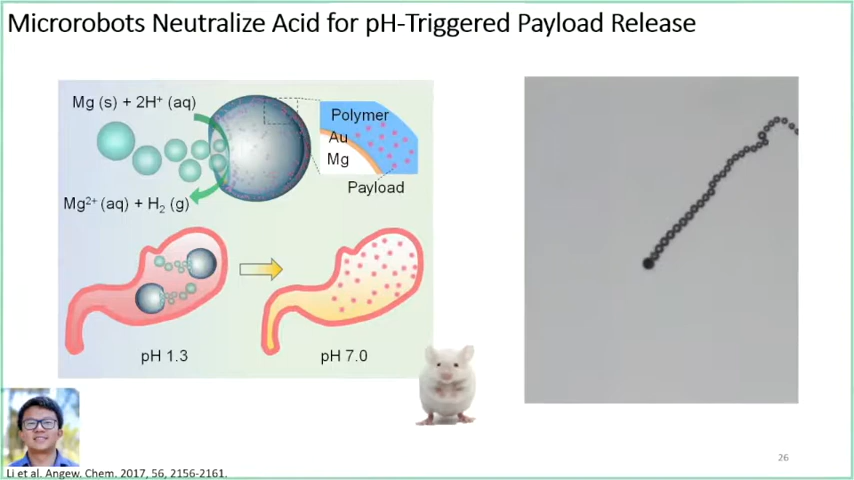 Microrobots Neutralize Acid for pH-Triggered Payload Release
Mg (s) + 2H⁺ (aq)
Polymer
Au
Mg
Payload
Mg²⁺ (aq) + H₂ (g)
pH 1.3
pH 7.0
26
Li et al. Angew. Chem. 2017, 56, 2156-2161.